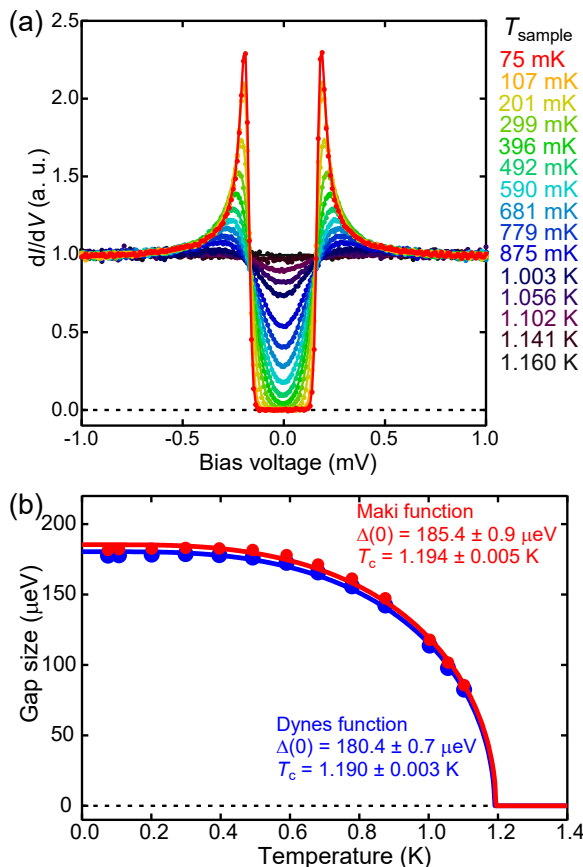 (a)
T_sample
75 mK
107 mK
201 mK
299 mK
396 mK
492 mK
590 mK
681 mK
779 mK
875 mK
1.003 K
1.056 K
1.102 K
1.141 K
1.160 K
dI/dV (a. u.)
2.5
2.0
1.5
1.0
0.5
0.0
-1.0 -0.5 0.0 0.5 1.0
Bias voltage (mV)
(b)
Maki function
Δ(0) = 185.4 ± 0.9 μeV
T_c = 1.194 ± 0.005 K
Gap size (μeV)
200
150
100
50
0
Dynes function
Δ(0) = 180.4 ± 0.7 μeV
T_c = 1.190 ± 0.003 K
0.0 0.2 0.4 0.6 0.8 1.0 1.2 1.4
Temperature (K)